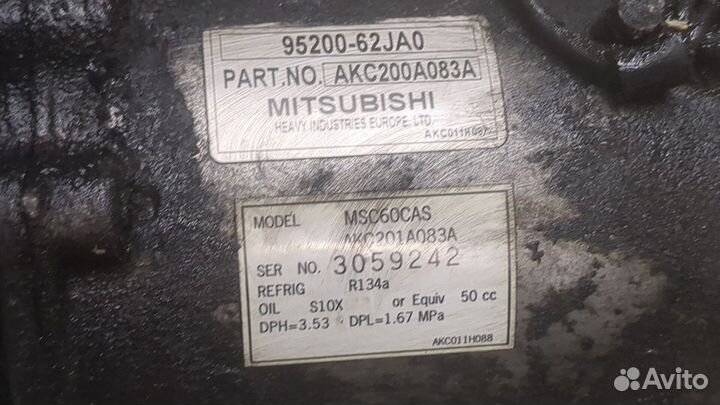 95200-62JA0
PART.NO. AKC200A083A
MITSUBISHI
HEAVY INDUSTRIES EUROPE, LTD.
AKC011H087
MODEL MSC60CAS
AKC201A083A
SER NO. 3059242
REFRIG R134a
OIL S10X or Equiv 50 cc
DPH=3.53 DPL=1.67 MPa
AKC011H088
Avito